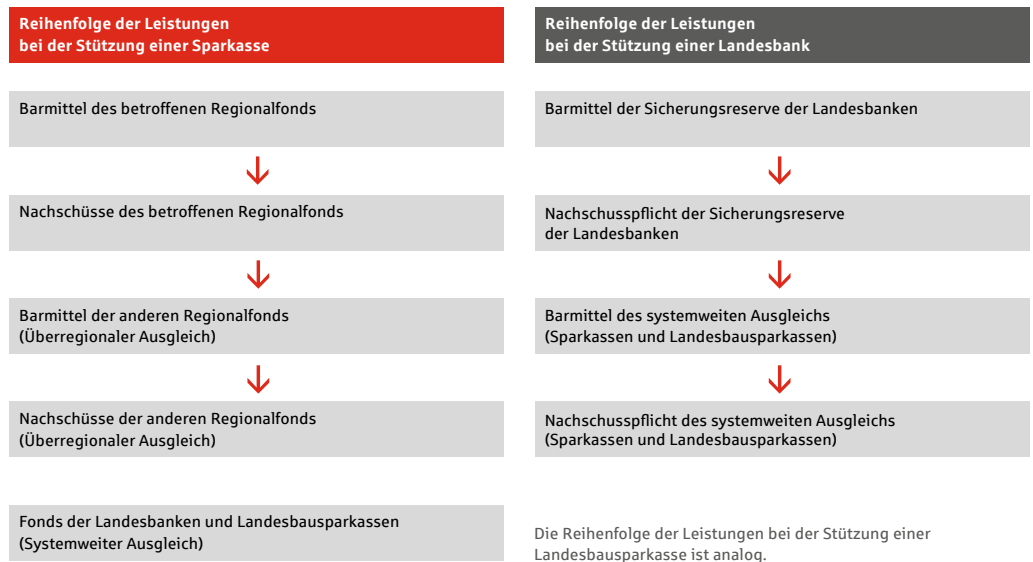 Reihenfolge der Leistungen
bei der Stützung einer Sparkasse
Barmittel des betroffenen Regionalfonds
Nachschüsse des betroffenen Regionalfonds
Barmittel der anderen Regionalfonds
(Überregionaler Ausgleich)
Nachschüsse der anderen Regionalfonds
(Überregionaler Ausgleich)
Fonds der Landesbanken und Landesbausparkassen
(Systemweiter Ausgleich)
Reihenfolge der Leistungen
bei der Stützung einer Landesbank
Barmittel der Sicherungsreserve der Landesbanken
Nachschusspflicht der Sicherungsreserve
der Landesbanken
Barmittel des systemweiten Ausgleichs
(Sparkassen und Landesbausparkassen)
Nachschusspflicht des systemweiten Ausgleichs
(Sparkassen und Landesbausparkassen)
Die Reihenfolge der Leistungen bei der Stützung einer
Landesbausparkasse ist analog.